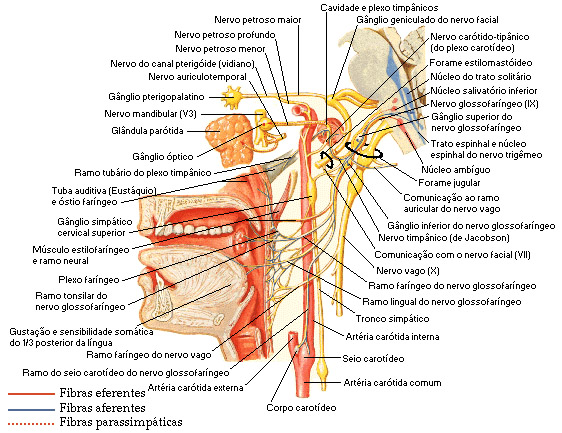 Cavidade e plexo timpânicos
Nervo petroso maior
Gânglio geniculado do nervo facial
Nervo petroso profundo
Nervo carótido-tipânico
(do plexo carotídeo)
Nervo petroso menor
Forame estilomastóideo
Nervo do canal pterigóide (vidiano)
Núcleo do trato solitário
Nervo auriculotemporal
Núcleo salivatório inferior
Gânglio pterigopalatino
Nervo glossofaríngeo (IX)
Nervo mandibular (V3)
Gânglio superior do
nervo glossofaríngeo
Glândula parótida
Trato espinhal e núcleo
espinhal do nervo trigêmeo
Gânglio óptico
Núcleo ambíguo
Ramo tubário do plexo timpânico
Forame jugular
Tuba auditiva (Eustáquio)
e óstio faríngeo
Comunicação ao ramo
auricular do nervo vago
Gânglio simpático
cervical superior
Gânglio inferior do nervo glossofaríngeo
Nervo timpânico (de Jacobson)
Músculo estilofaríngeo
e ramo neural
Comunicação com o nervo facial (VII)
Nervo vago (X)
Plexo faríngeo
Ramo faríngeo do nervo glossofaríngeo
Ramo tonsilar do
nervo glossofaríngeo
Ramo lingual do nervo glossofaríngeo
Tronco simpático
Gustação e sensibilidade somática
do 1f3 posterior da língua
Artéria carótida interna
Ramo faríngeo do nervo vago
Seio carotídeo
Ramo do seio carotídeo do nervo glossofaríngeo
Artéria carótida comum
Artéria carótida externa
Corpo carotídeo
Fibras eferentes
Fibras aferentes
Fibras parassimpáticas